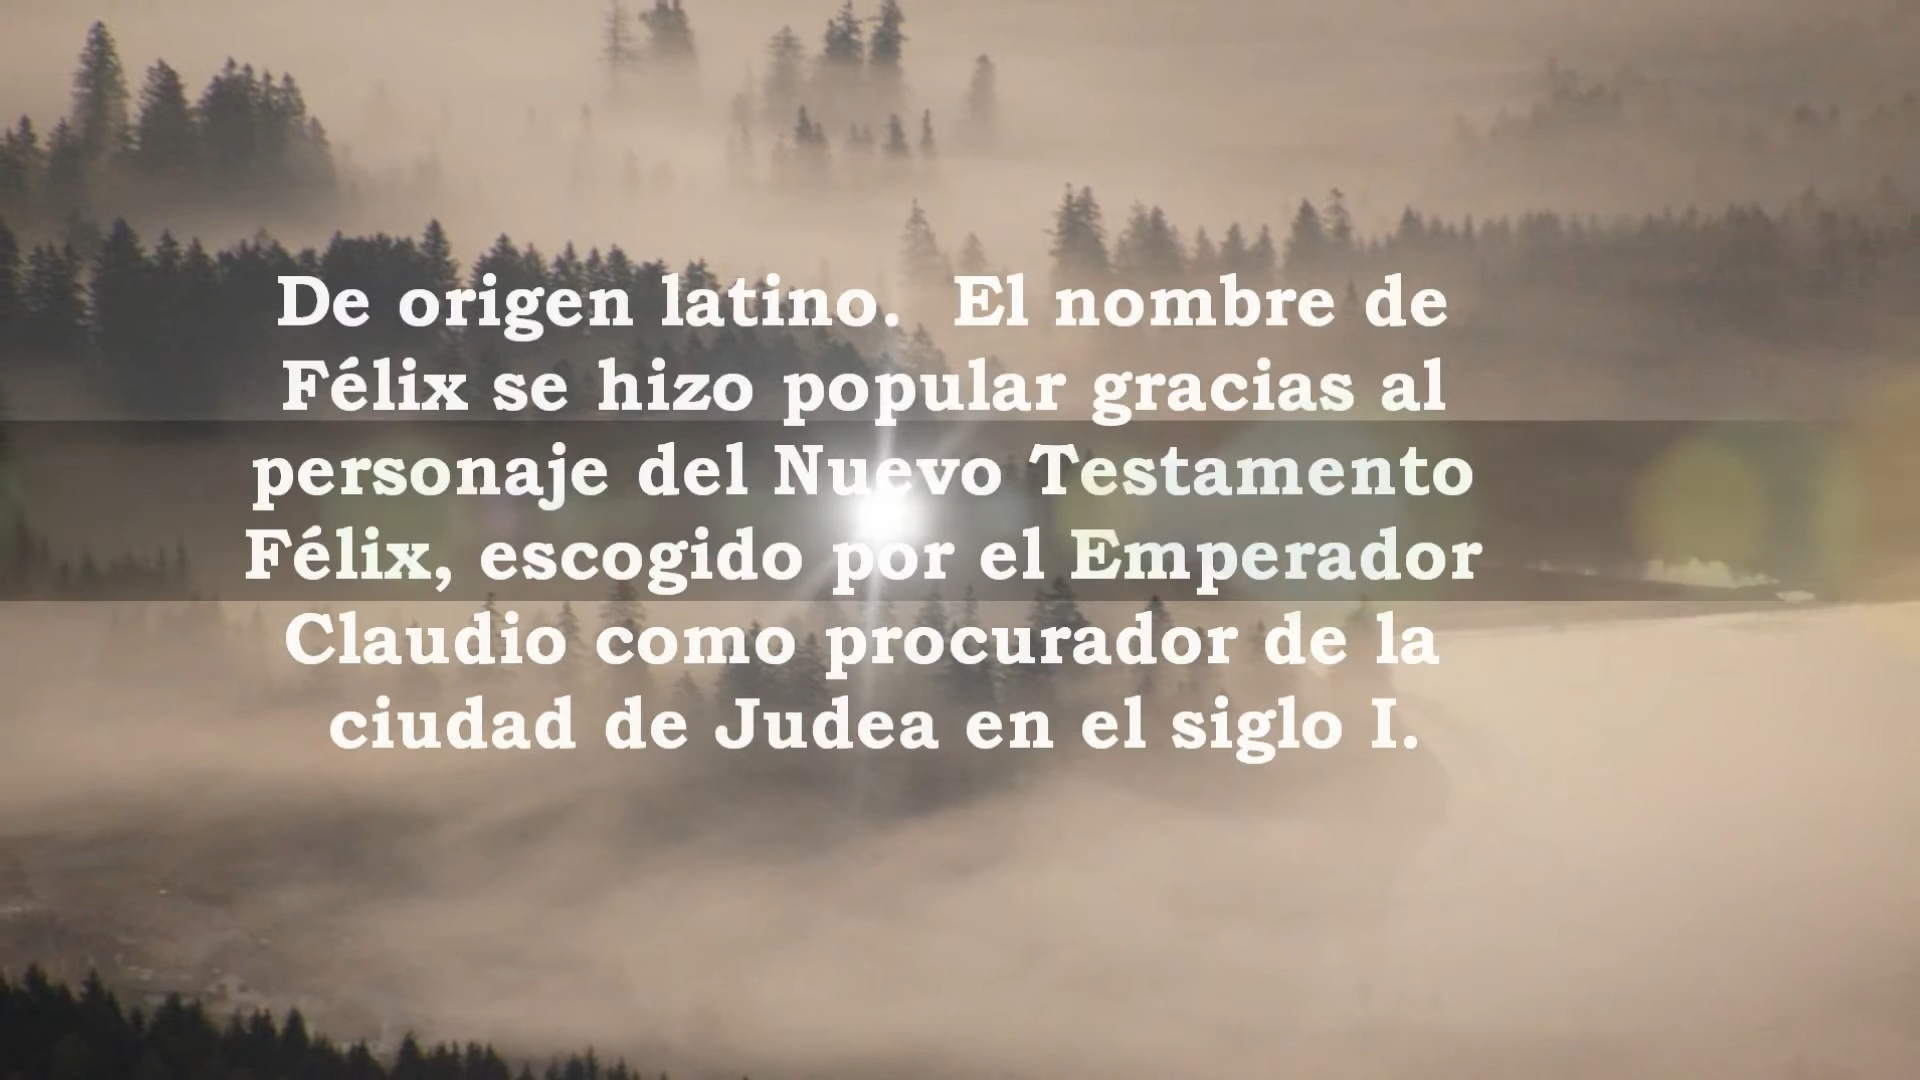 De origen latino.  El nombre de
Félix se hizo popular gracias al
personaje del Nuevo Testamento
Félix, escogido por el Emperador
Claudio como procurador de la
ciudad de Judea en el siglo I.